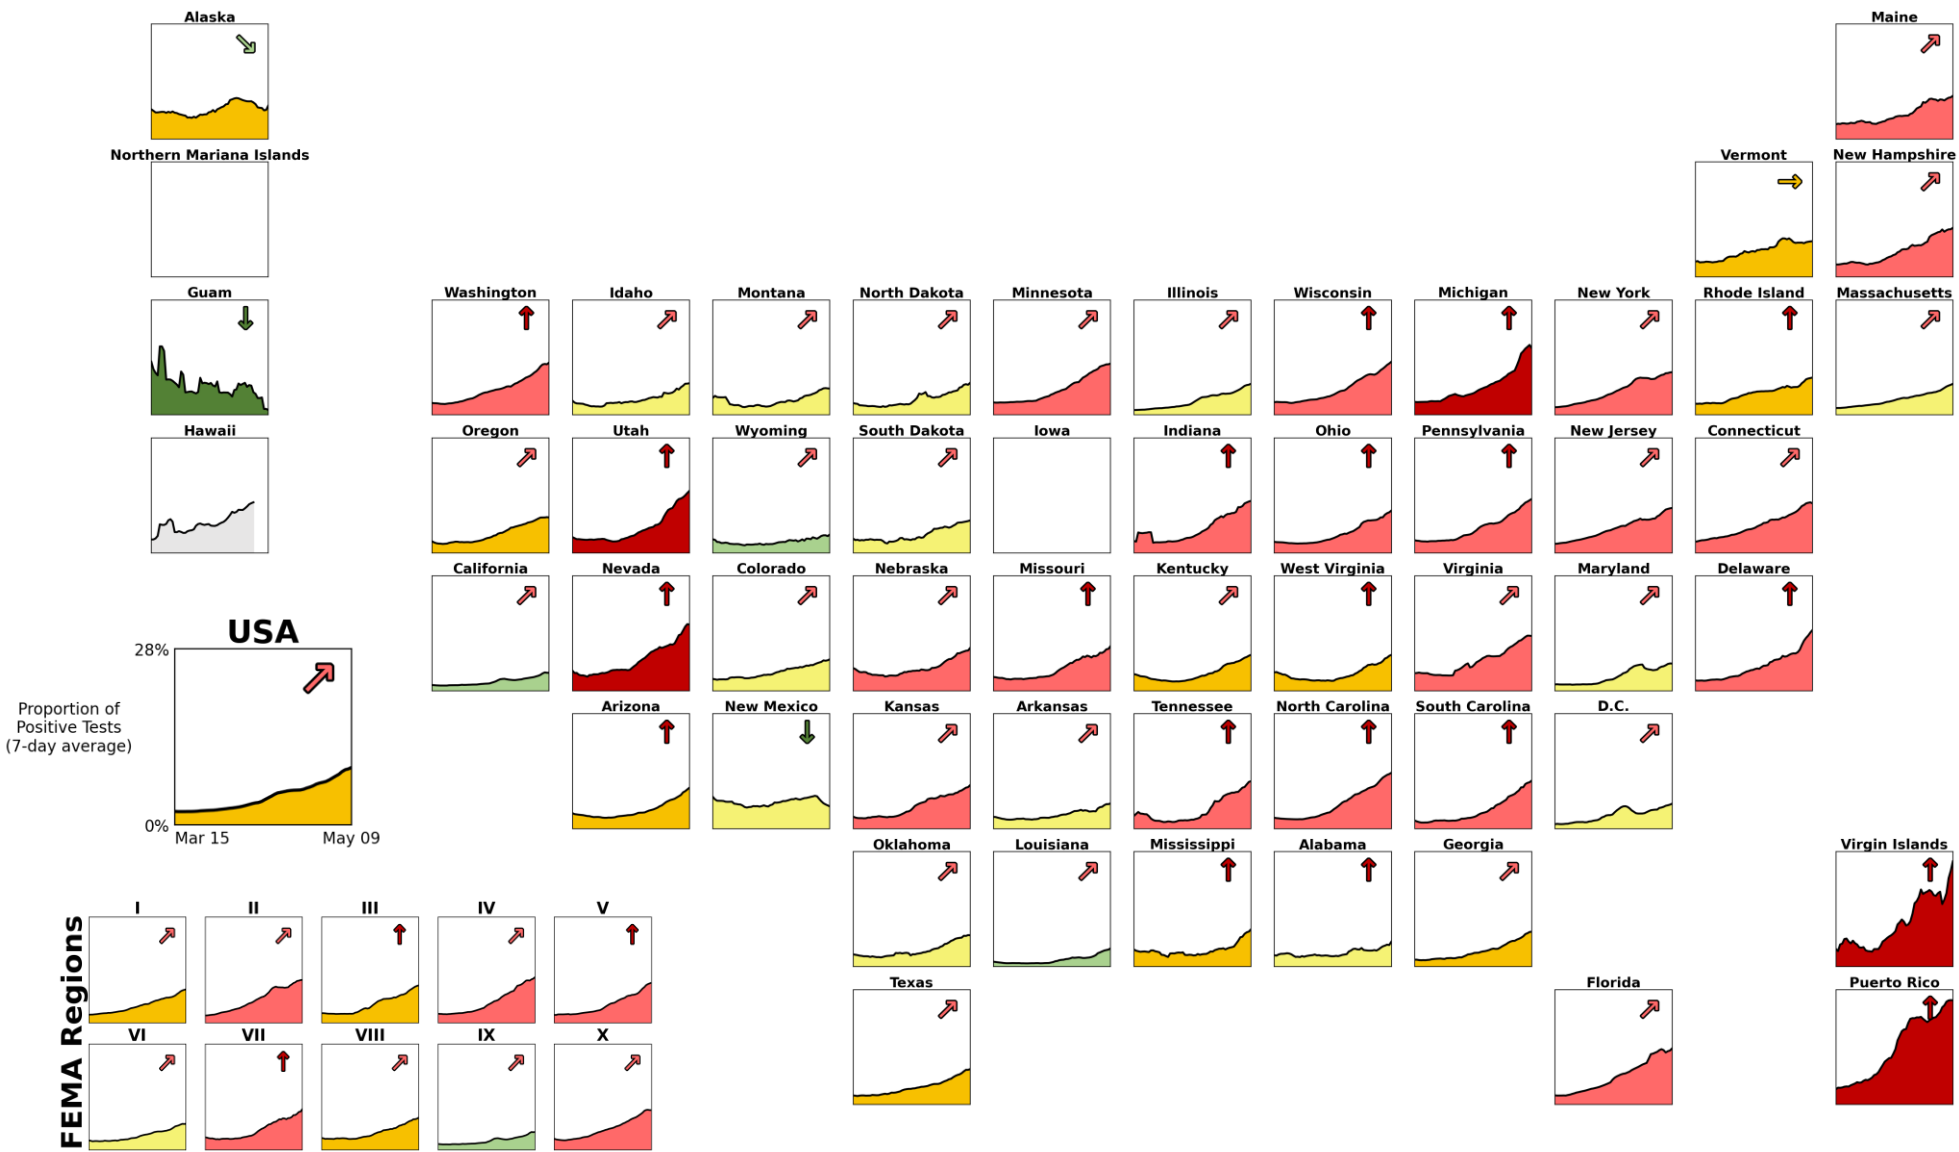 Alaska
Maine
Northern Mariana Islands
Vermont
New Hampshire
Guam
Washington
Idaho
Montana
North Dakota
Minnesota
Illinois
Wisconsin
Michigan
New York
Rhode Island
Massachusetts
Hawaii
Oregon
Utah
Wyoming
South Dakota
Iowa
Indiana
Ohio
Pennsylvania
New Jersey
Connecticut
California
Nevada
Colorado
Nebraska
Missouri
Kentucky
West Virginia
Virginia
Maryland
Delaware
USA
28%
Proportion of
Positive Tests
(7-day average)
0%
Mar 15
May 09
Arizona
New Mexico
Kansas
Arkansas
Tennessee
North Carolina
South Carolina
D.C.
Oklahoma
Louisiana
Mississippi
Alabama
Georgia
Virgin Islands
Texas
Florida
Puerto Rico
FEMA Regions
I
II
III
IV
V
VI
VII
VIII
IX
X